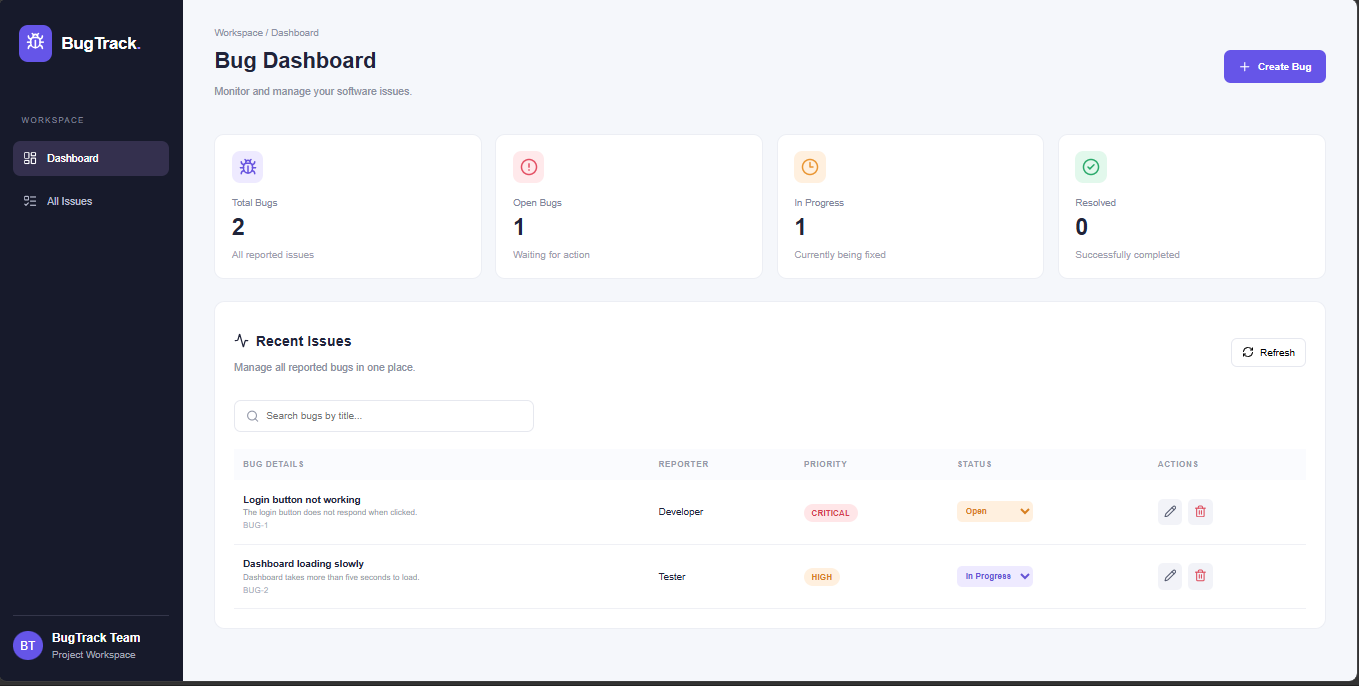 BugTrack.
WORKSPACE
Dashboard
All Issues
BT
BugTrack Team
Project Workspace
Workspace / Dashboard
Bug Dashboard
Monitor and manage your software issues.
Create Bug
Total Bugs
2
All reported issues
Open Bugs
1
Waiting for action
In Progress
1
Currently being fixed
Resolved
0
Successfully completed
Recent Issues
Manage all reported bugs in one place.
Refresh
Search bugs by title...
BUG DETAILS REPORTER PRIORITY STATUS ACTIONS
Login button not working
The login button does not respond when clicked.
BUG-1
Developer CRITICAL Open
Dashboard loading slowly
Dashboard takes more than five seconds to load.
BUG-2
Tester HIGH In Progress